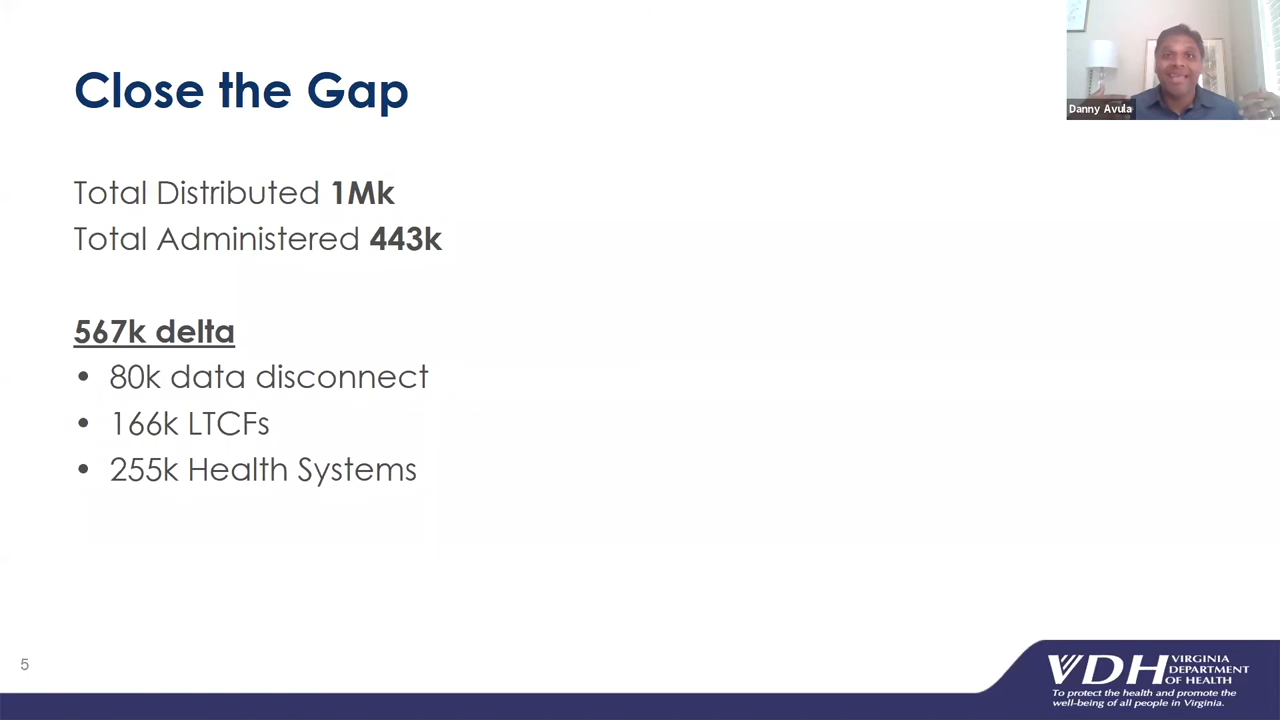 Close the Gap
Danny Avula
Total Distributed 1Mk
Total Administered 443k
567k delta
• 80k data disconnect
• 166k LTCFs
• 255k Health Systems
5
VDH VIRGINIA
DEPARTMENT
OF HEALTH
To protect the health and promote the
well-being of all people in Virginia.